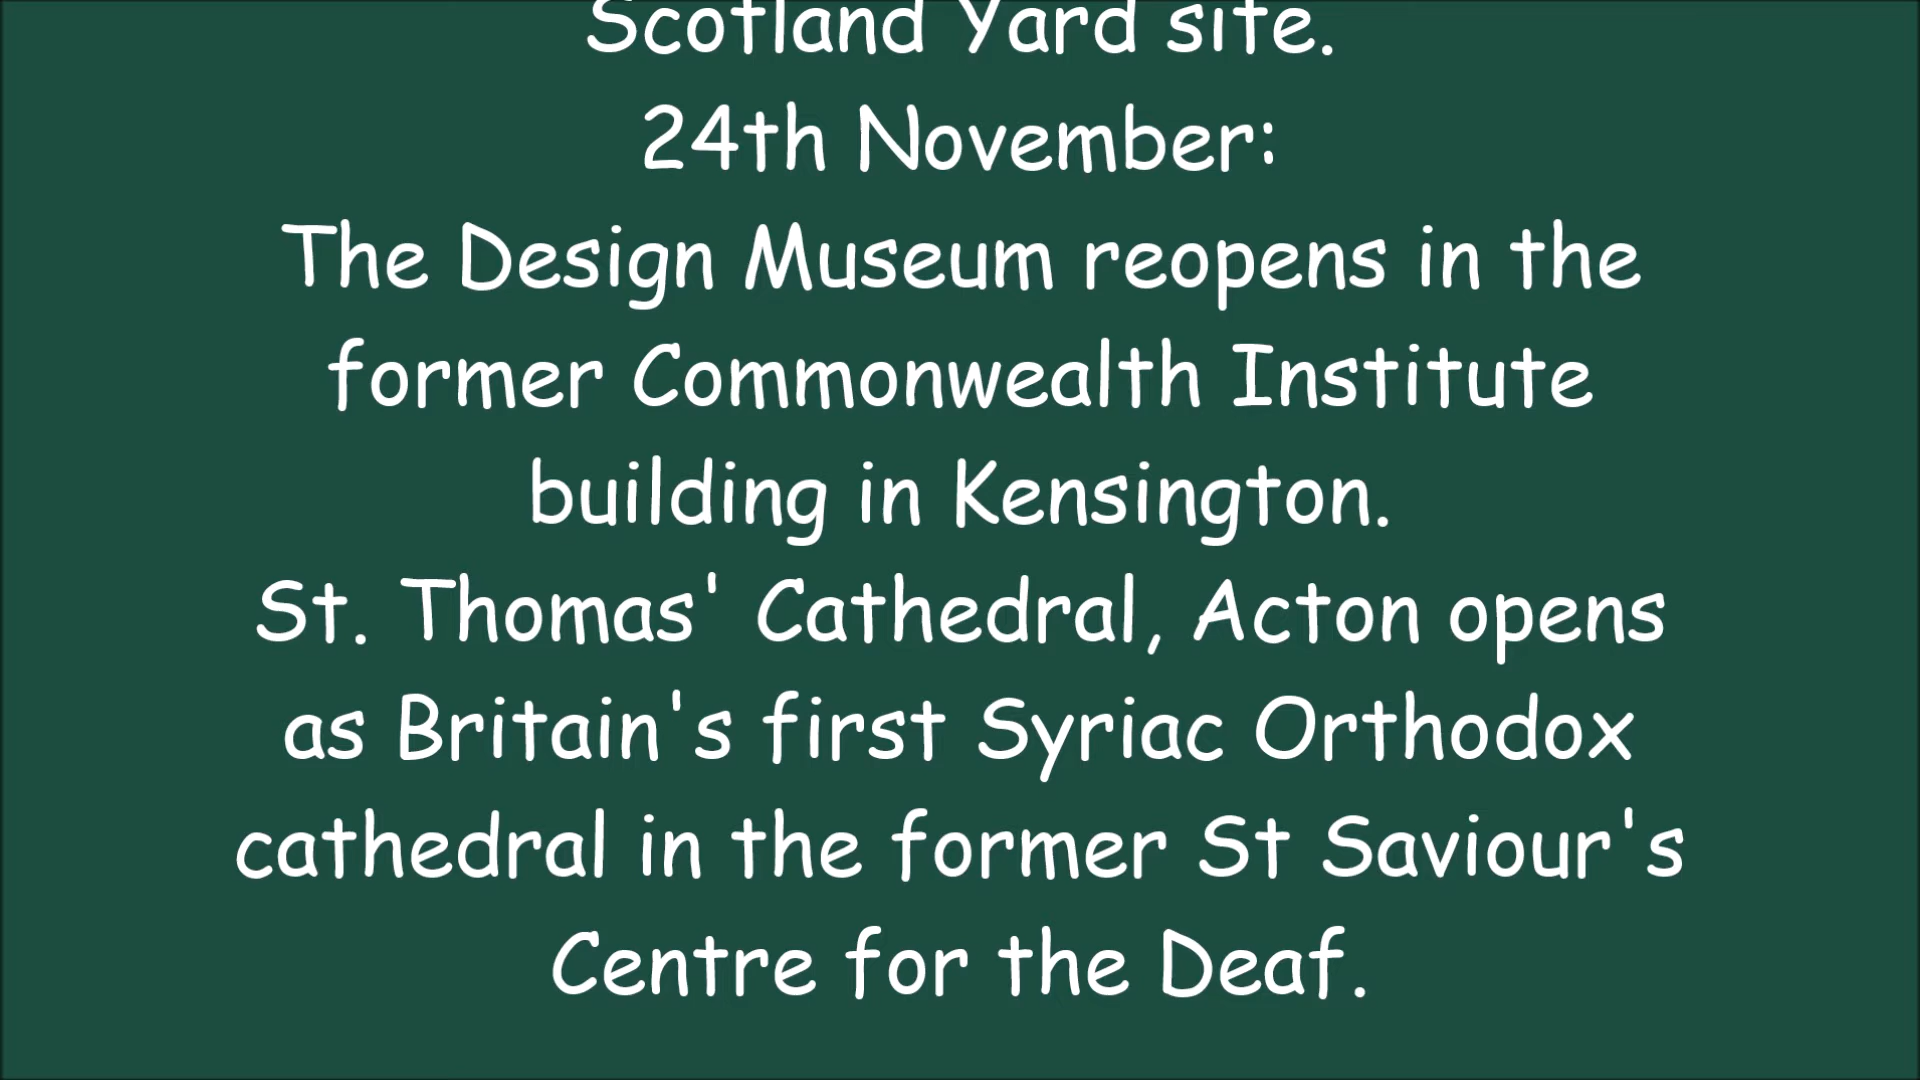 Scotland Yard site.
24th November:
The Design Museum reopens in the
former Commonwealth Institute
building in Kensington.
St. Thomas' Cathedral, Acton opens
as Britain's first Syriac Orthodox
cathedral in the former St Saviour's
Centre for the Deaf.